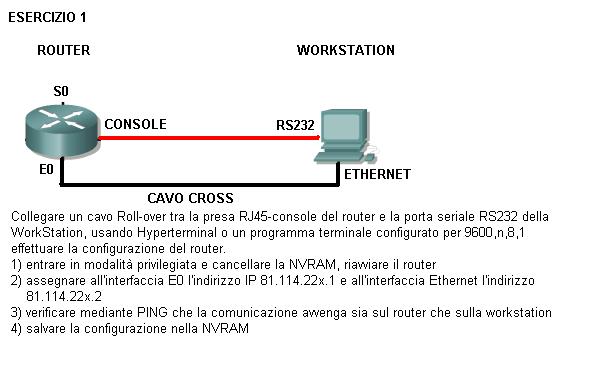 ESERCIZIO 1
ROUTER
WORKSTATION
S0
CONSOLE
RS232
E0
ETHERNET
CAVO CROSS
Collegare un cavo Roll-over tra la presa RJ45-console del router e la porta seriale RS232 della
WorkStation, usando Hyperterminal o un programma terminale configurato per 9600,n,8,1
effettuare la configurazione del router.
1) entrare in modalità privilegiata e cancellare la NVRAM, riavviare il router
2) assegnare all'interfaccia E0 l'indirizzo IP 81.114.22x.1 e all'interfaccia Ethernet l'indirizzo
81.114.22x.2
3) verificare mediante PING che la comunicazione avvenga sia sul router che sulla workstation
4) salvare la configurazione nella NVRAM